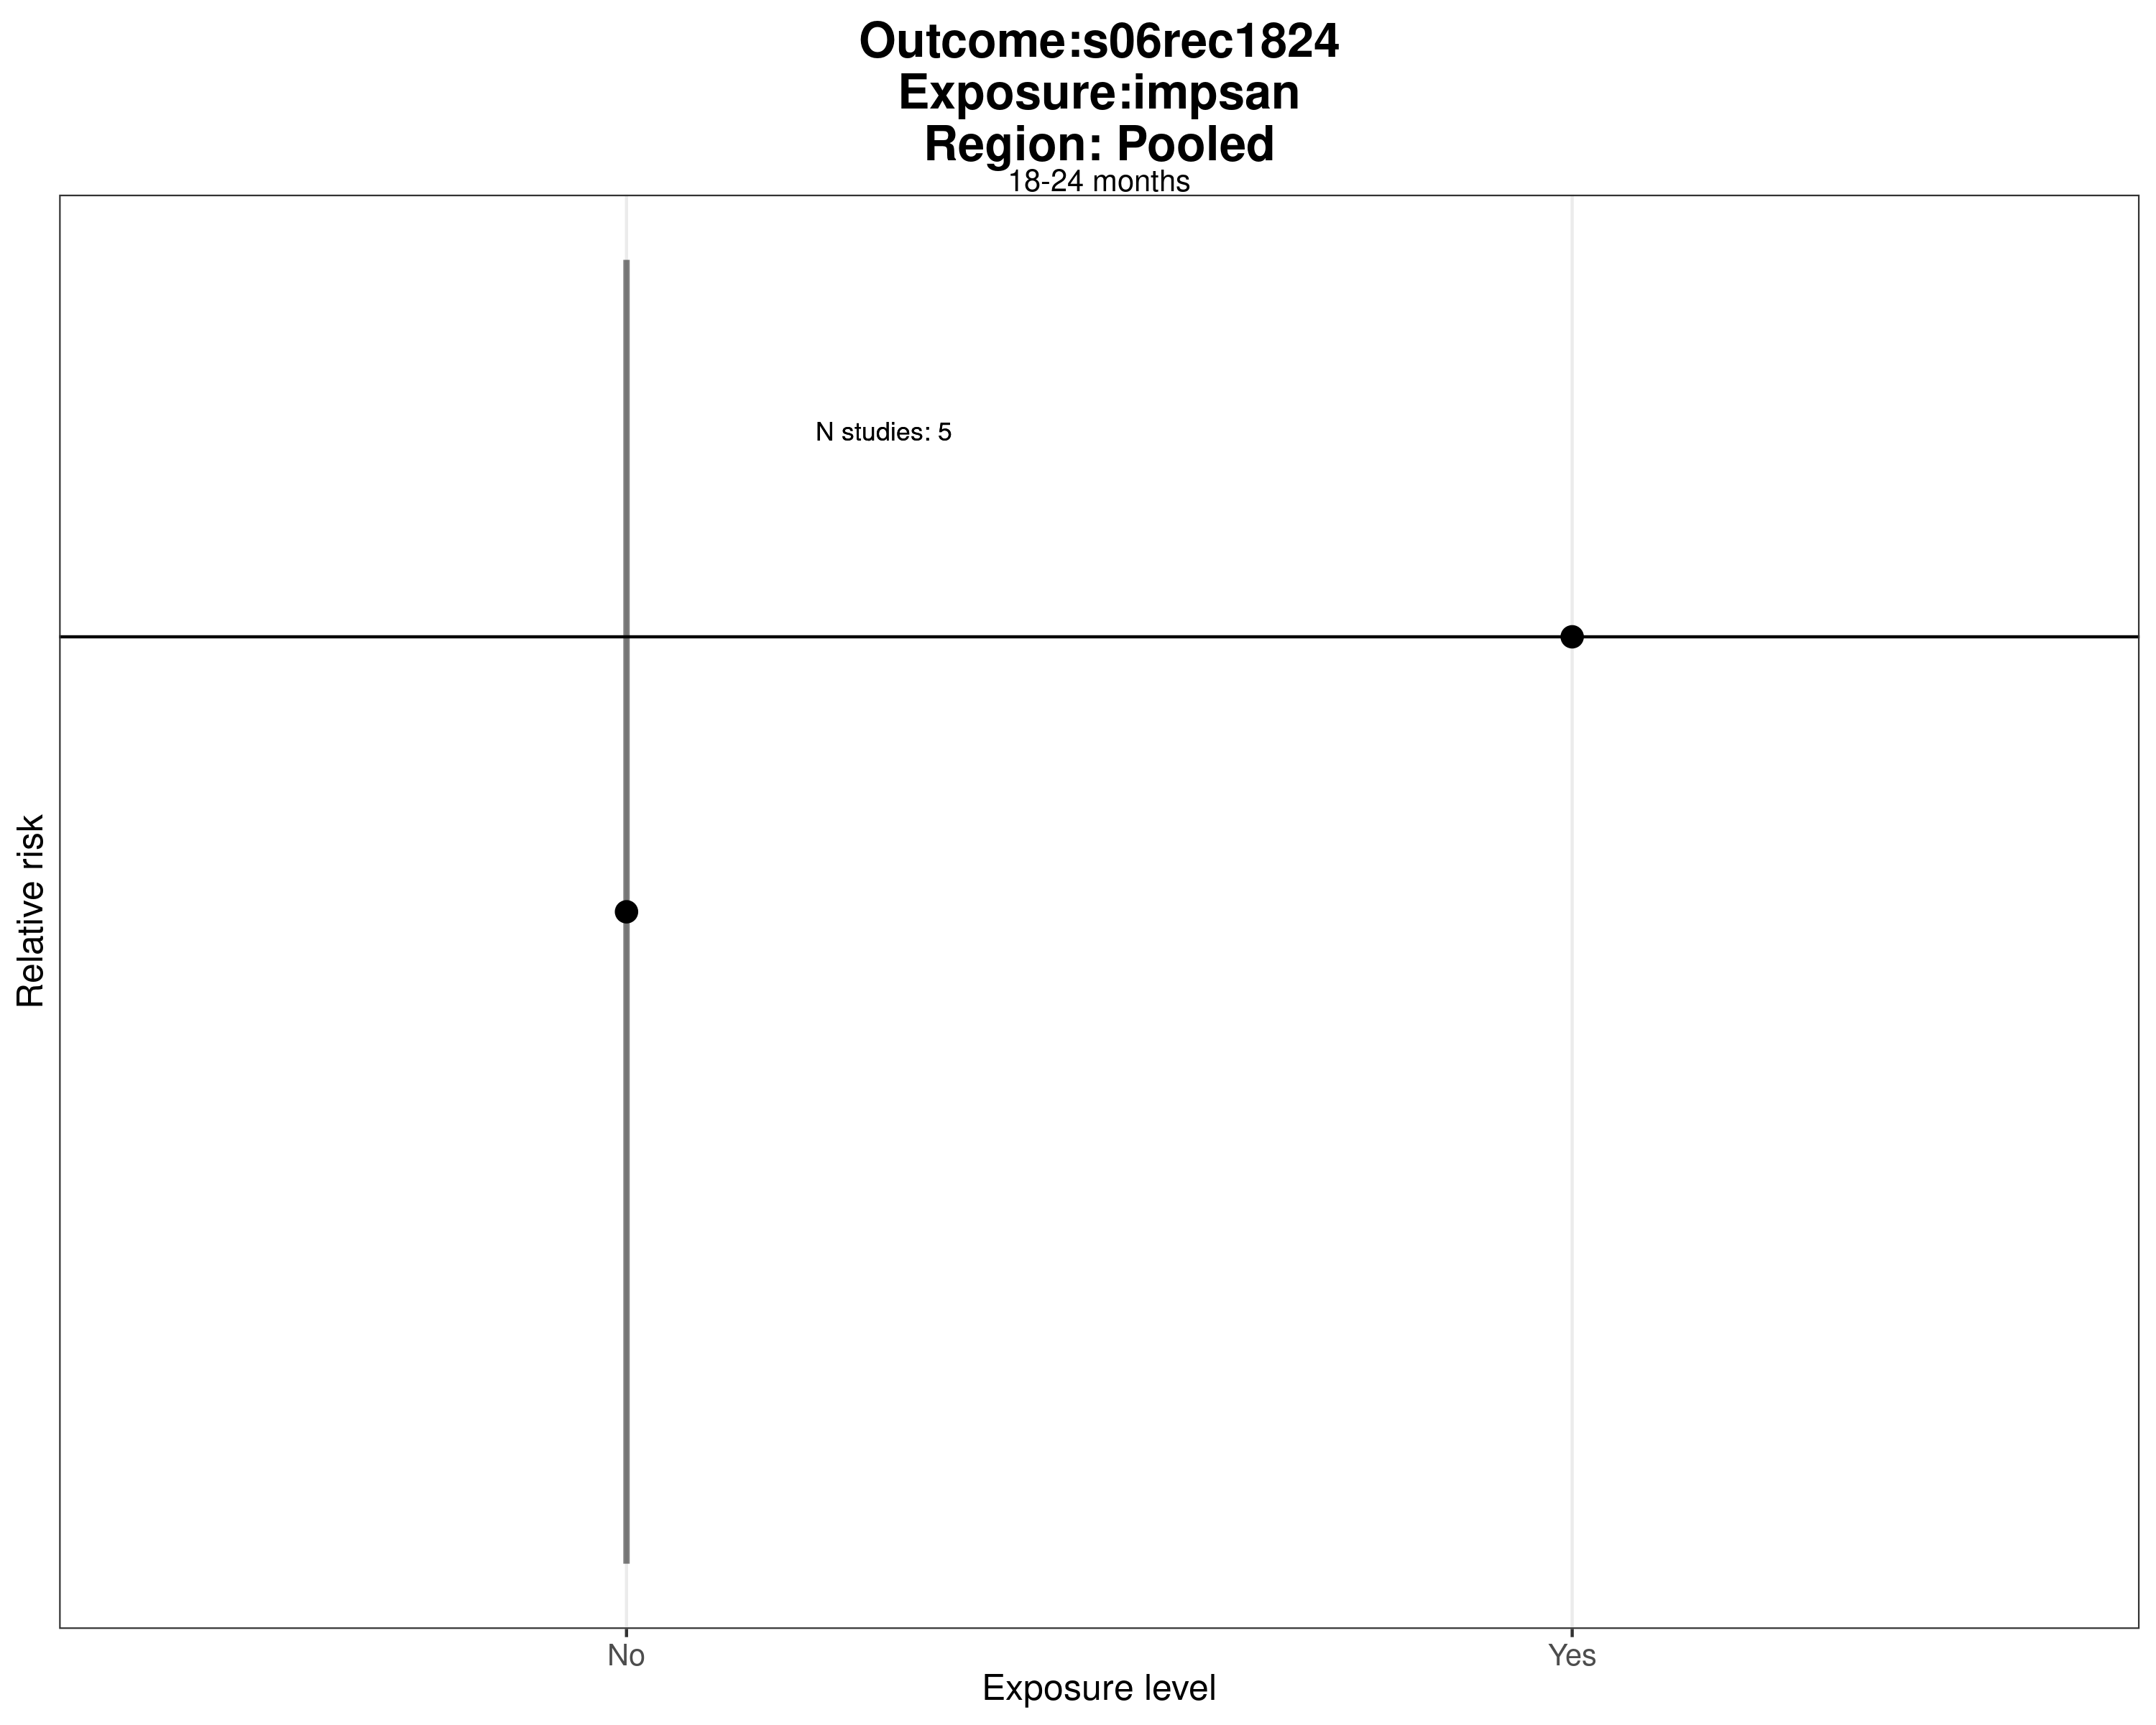 Outcome:s06rec1824
Exposure:impsan
Region: Pooled
18-24 months
N studies: 5
Relative risk
No
Yes
Exposure level